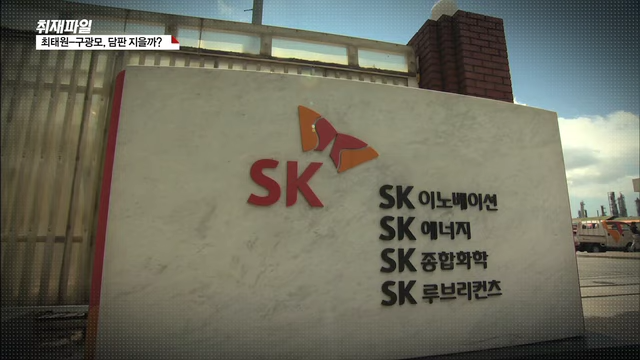 취재파일
최태원-구광모, 담판 지을까?
SK
SK 이노베이션
SK 에너지
SK 종합화학
SK 루브리컨츠